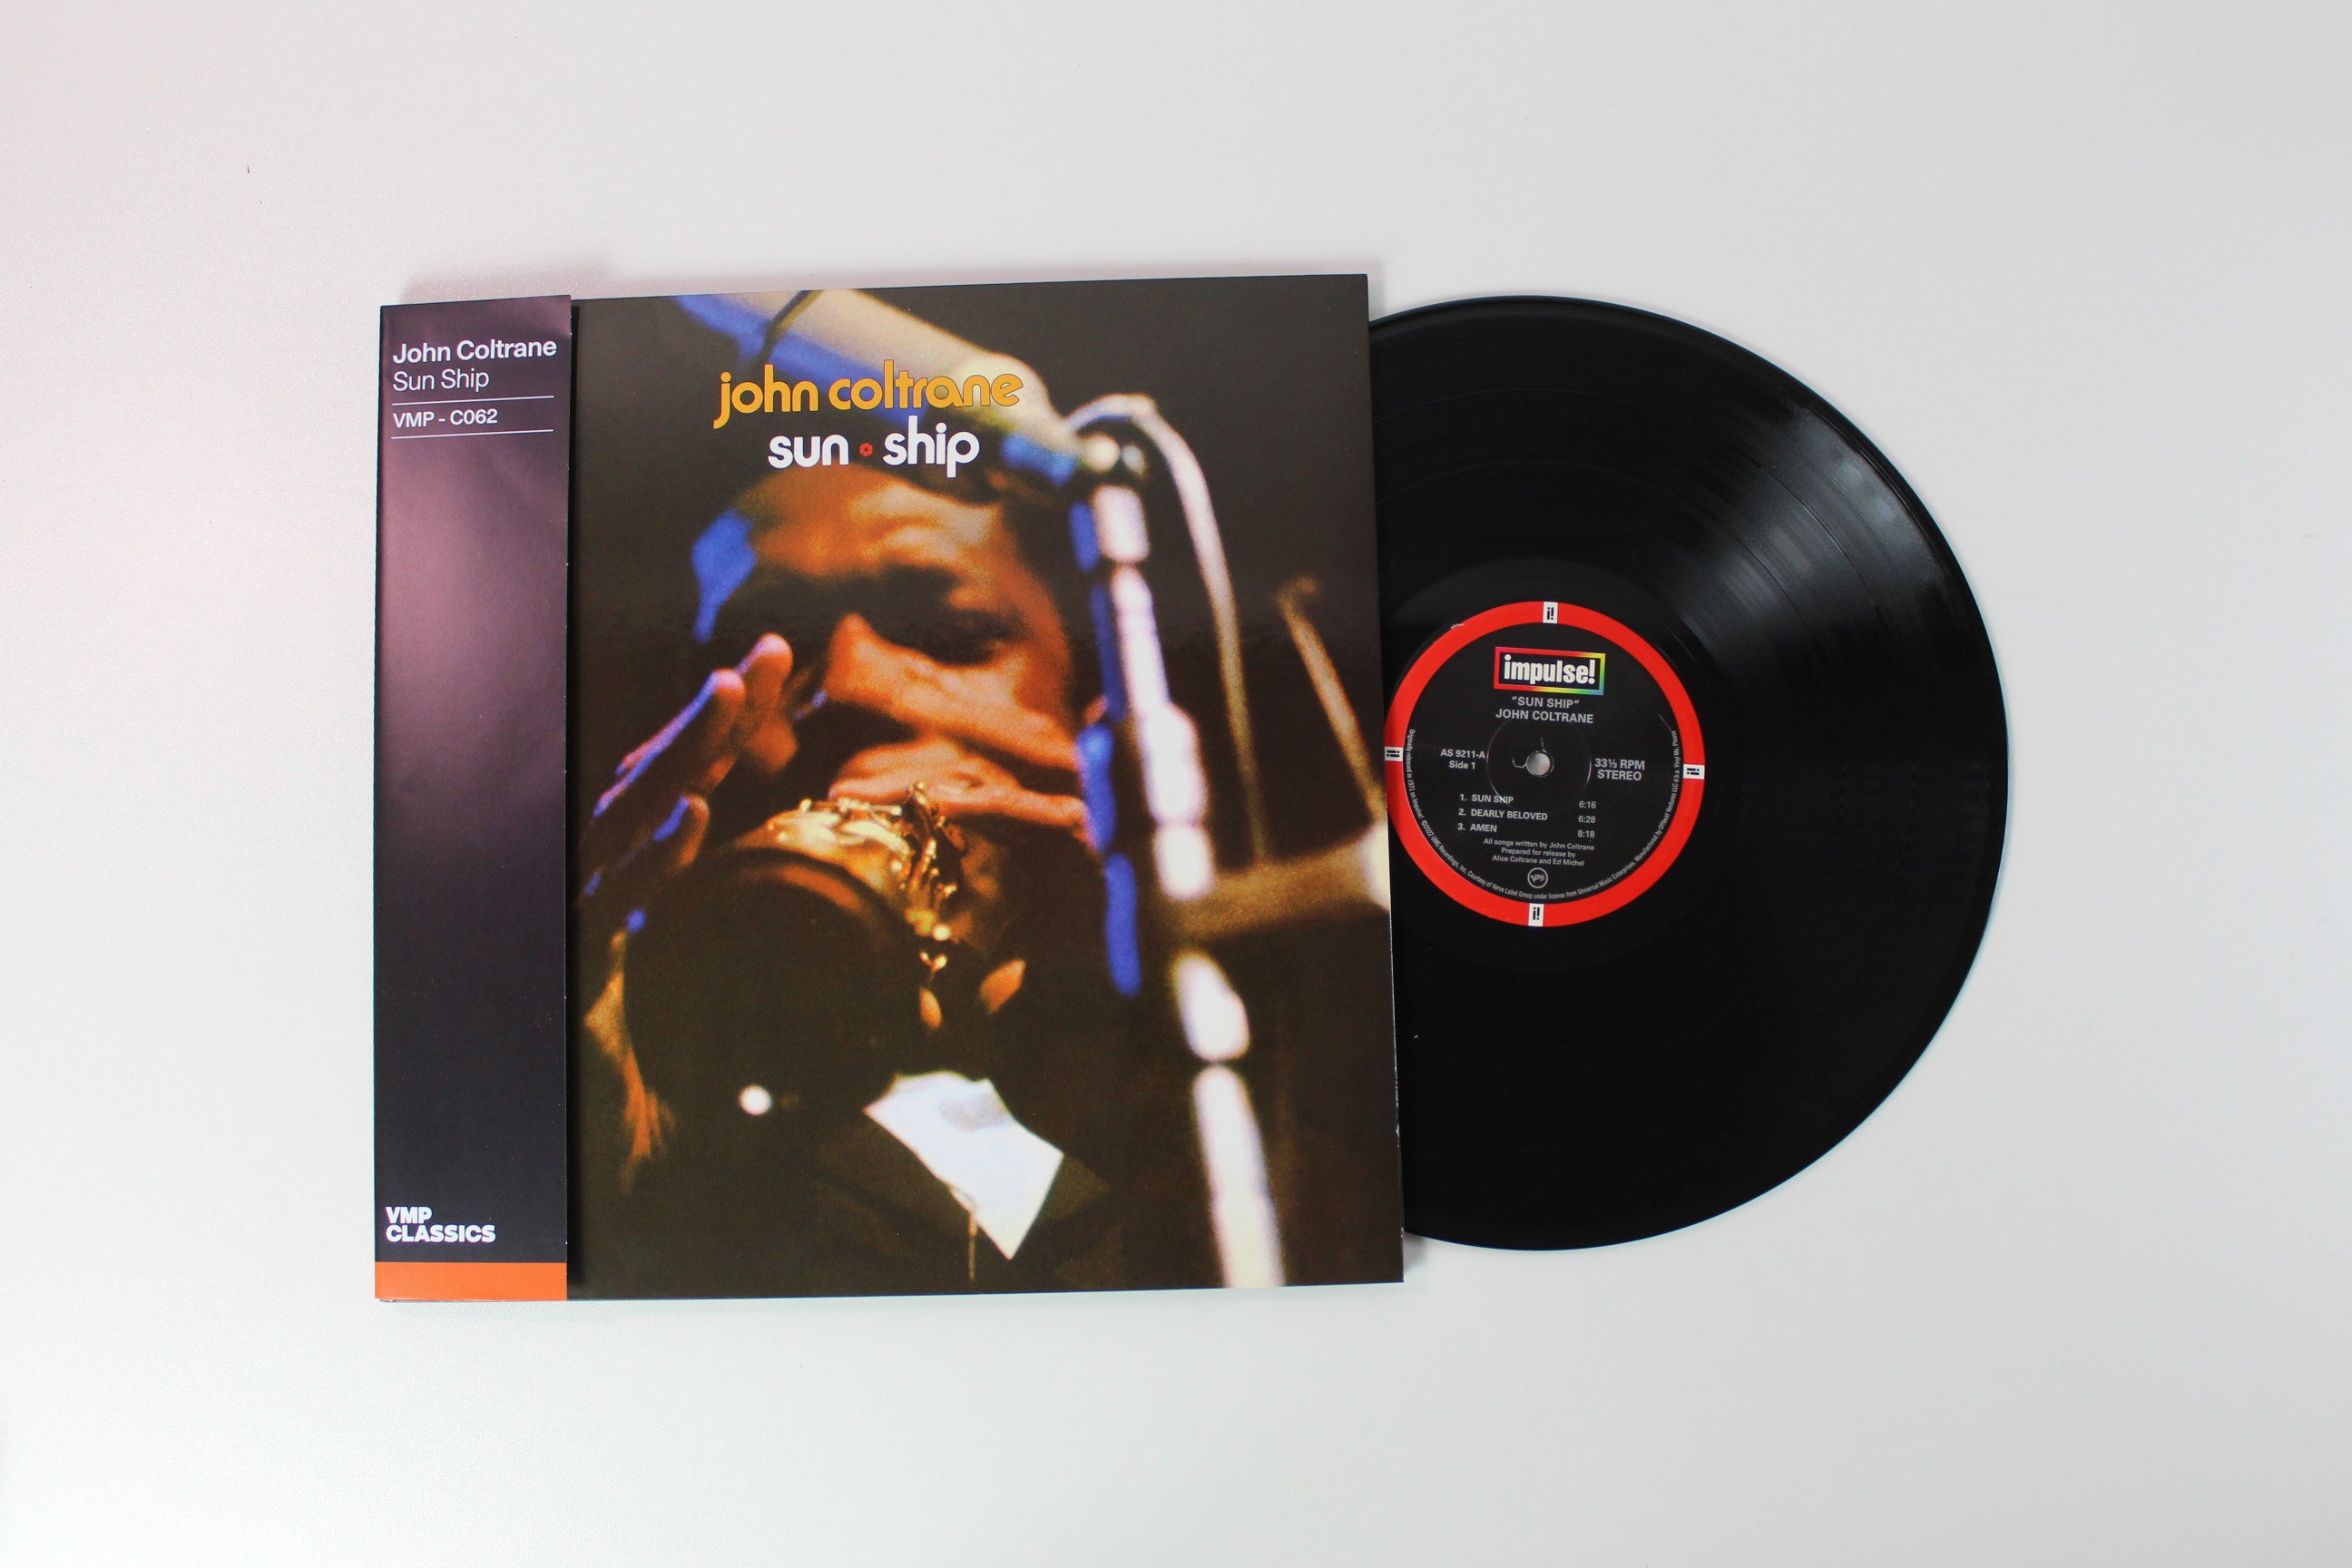 John Coltrane
Sun Ship
VMP - C062
VMP
CLASSICS
john coltrane
sun ship
i!
impulse!
"SUN SHIP"
JOHN COLTRANE
AS 9211-A
Side 1
33⅓ RPM
STEREO
1. SUN SHIP 6:16
2. DEARLY BELOVED 6:28
3. AMEN 8:18
All songs written by John Coltrane
Prepared for release by
Alice Coltrane and Ed Michel
i!
i!
i!